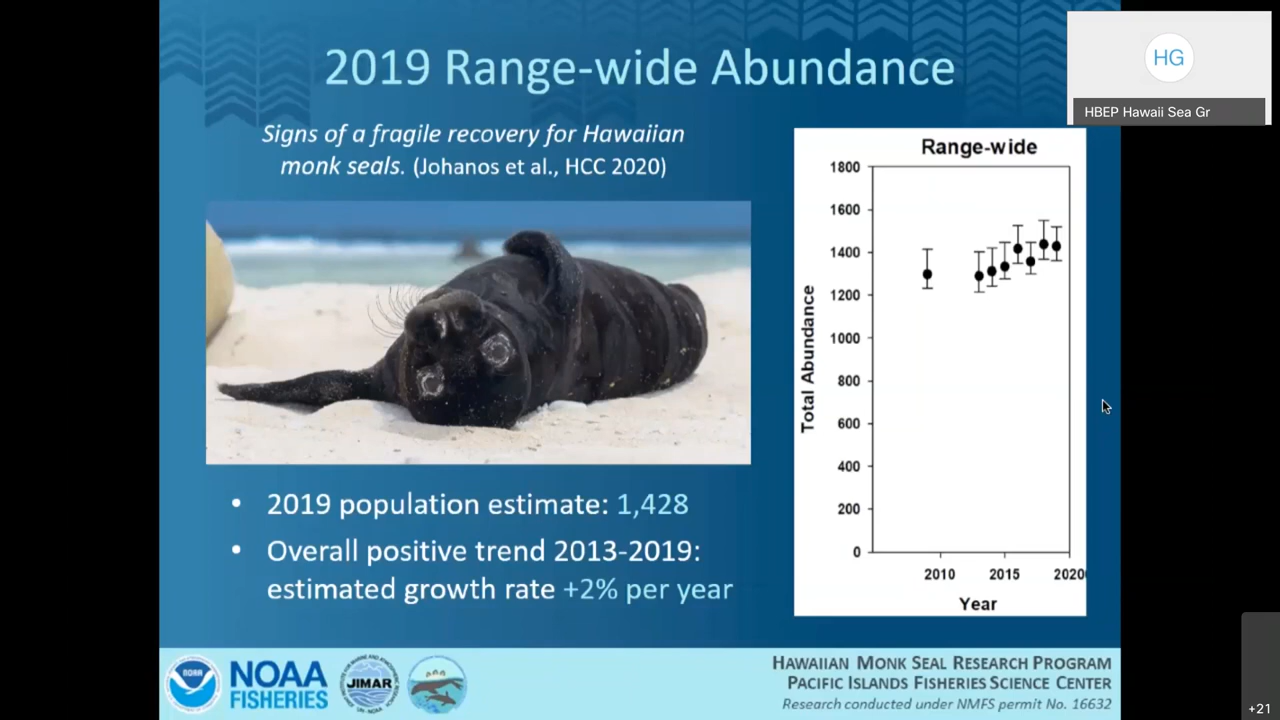 2019 Range-wide Abundance
HG
HBEP Hawaii Sea Gr
Signs of a fragile recovery for Hawaiian
monk seals. (Johanos et al., HCC 2020)
Range-wide
1800
1600
1400
1200
1000
800
600
400
200
0
Total Abundance
2010 2015 2020
Year
• 2019 population estimate: 1,428
• Overall positive trend 2013-2019:
estimated growth rate +2% per year
NOAA
NOAA
FISHERIES
JIMAR
HAWAIIAN MONK SEAL RESEARCH PROGRAM
PACIFIC ISLANDS FISHERIES SCIENCE CENTER
Research conducted under NMFS permit No. 16632
+21